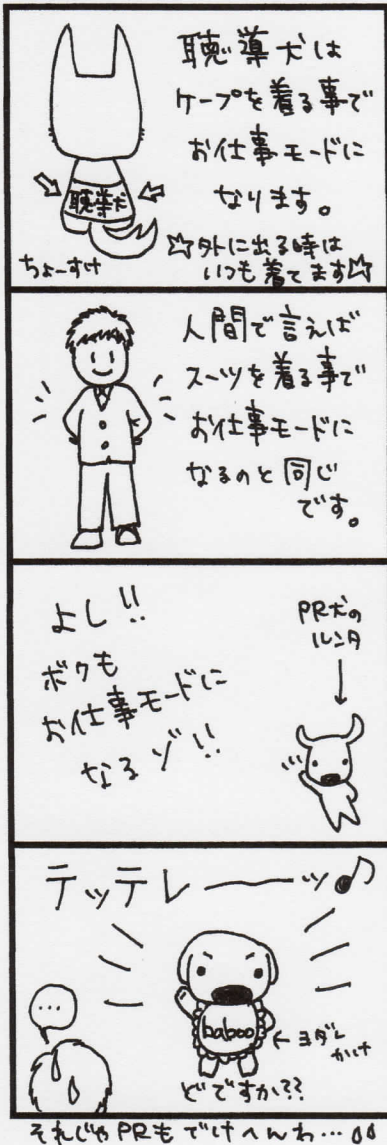 聴導犬は
ケープを着る事で
お仕事モードに
なります。
☆外に出る時は
いつも着てます☆
聴導犬
ちょーすけ
人間で言えば
スーツを着る事で
お仕事モードに
なるのと同じ
です。
よし!!
ボクも
お仕事モードに
なるゾ!!
PR犬の
ルンタ
テッテレーーッ♪
...
baboo
←ヨダレ
かけ
どですか??
それじゃPRもでけへんわ...